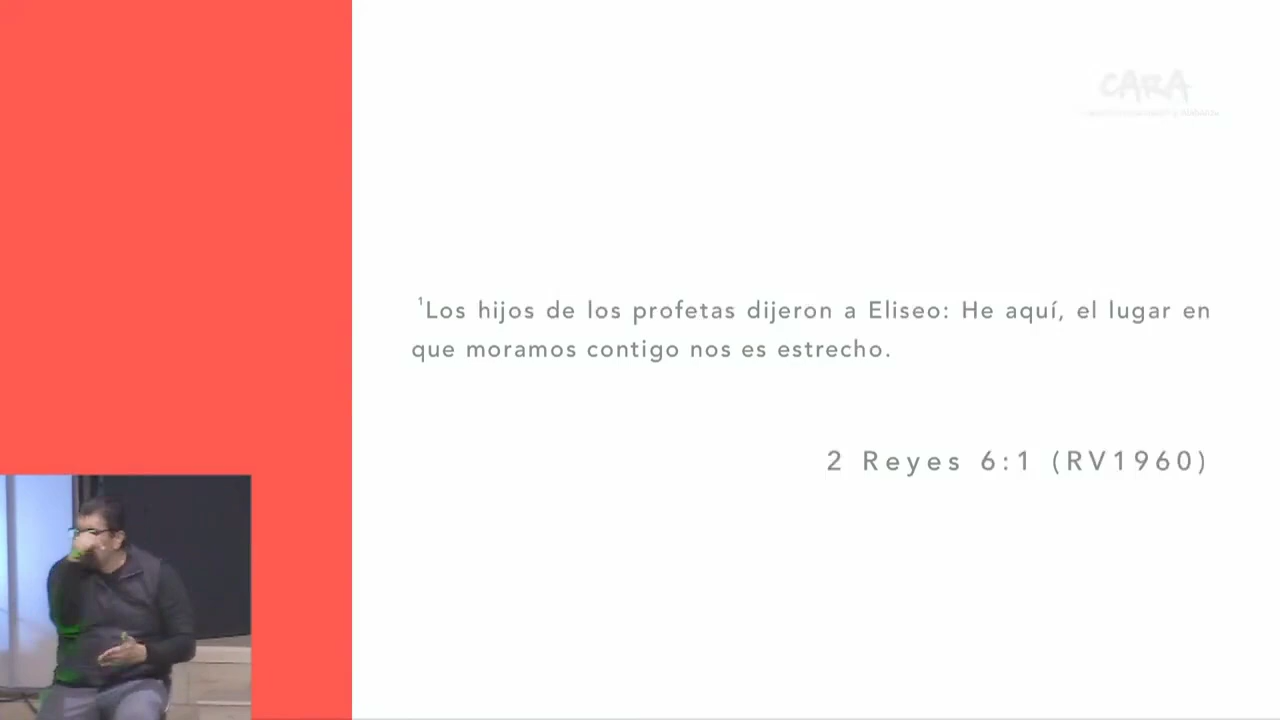 CARA
¹Los hijos de los profetas dijeron a Eliseo: He aquí, el lugar en
que moramos contigo nos es estrecho.
2 Reyes 6:1 (RV1960)